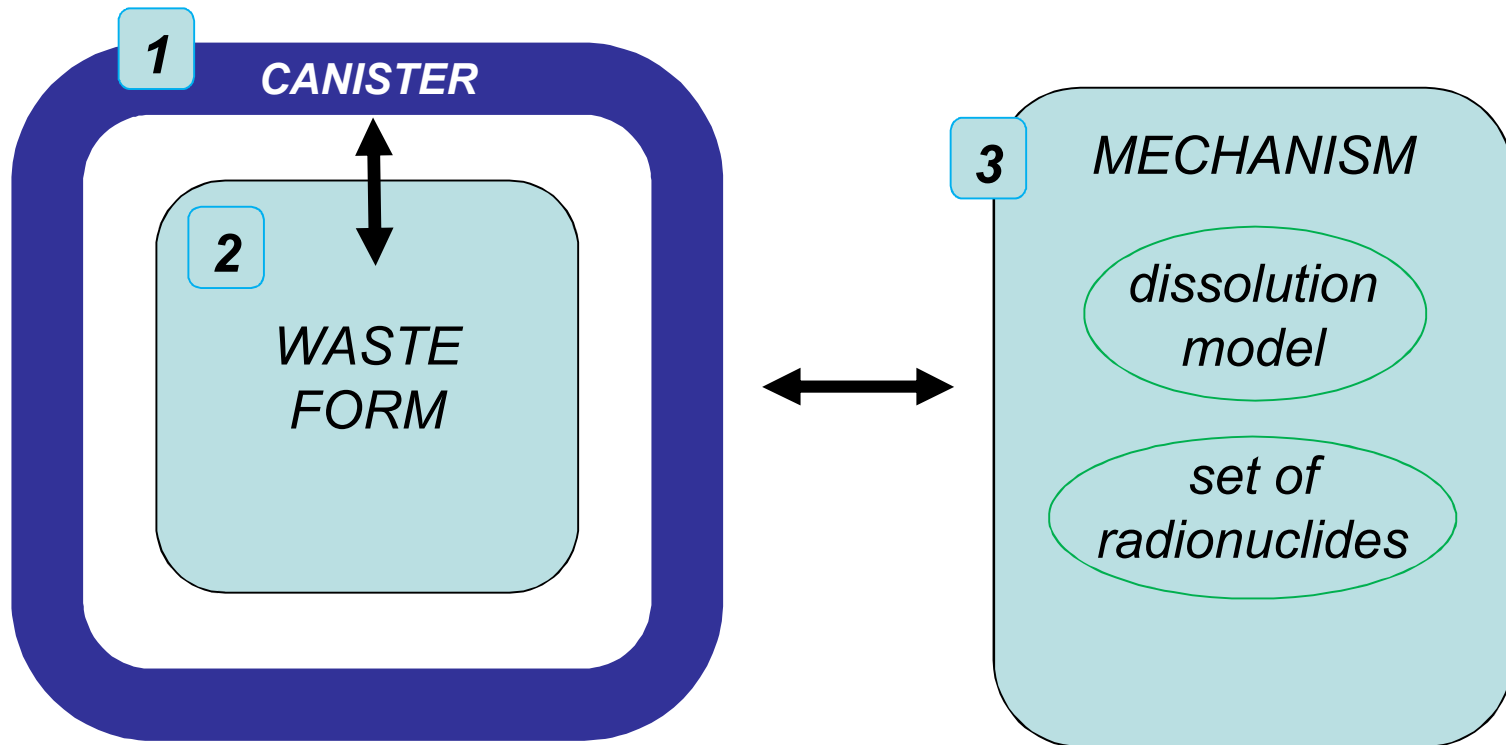 1
CANISTER
2
WASTE
FORM
3
MECHANISM
dissolution
model
set of
radionuclides